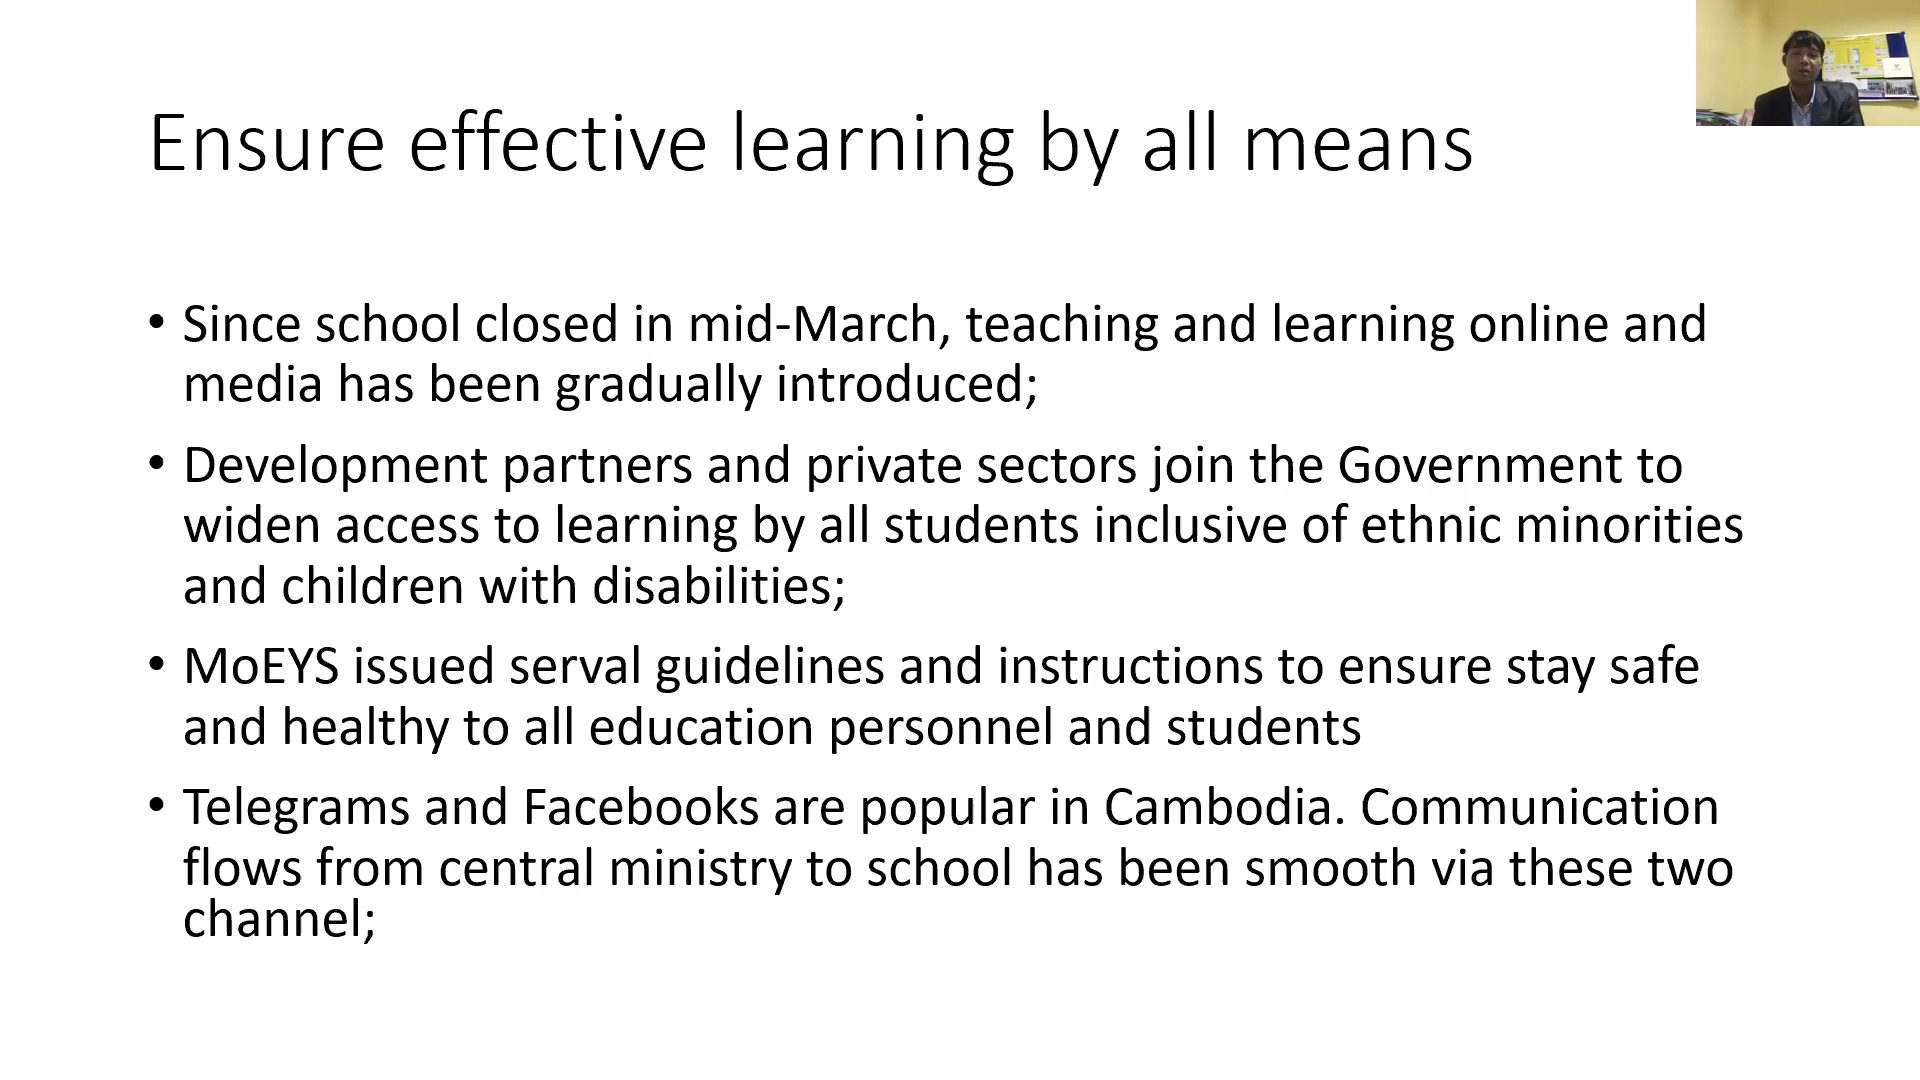 Ensure effective learning by all means
• Since school closed in mid-March, teaching and learning online and
media has been gradually introduced;
• Development partners and private sectors join the Government to
widen access to learning by all students inclusive of ethnic minorities
and children with disabilities;
• MoEYS issued serval guidelines and instructions to ensure stay safe
and healthy to all education personnel and students
• Telegrams and Facebooks are popular in Cambodia. Communication
flows from central ministry to school has been smooth via these two
channel;